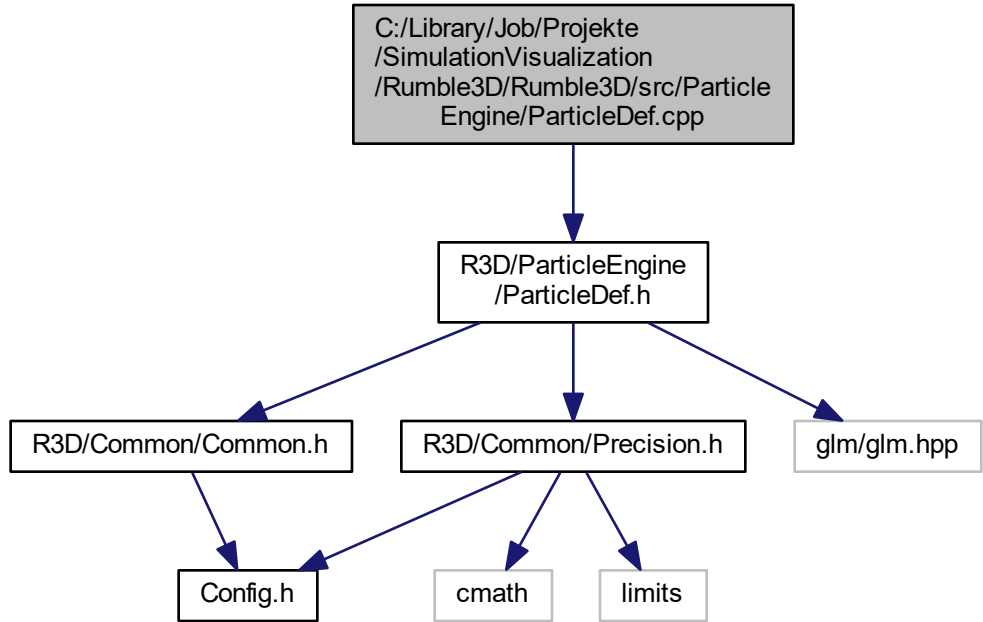 C:/Library/Job/Projekte
/SimulationVisualization
/Rumble3D/Rumble3D/src/Particle
Engine/ParticleDef.cpp
R3D/ParticleEngine
/ParticleDef.h
R3D/Common/Common.h
R3D/Common/Precision.h
glm/glm.hpp
Config.h
cmath
limits